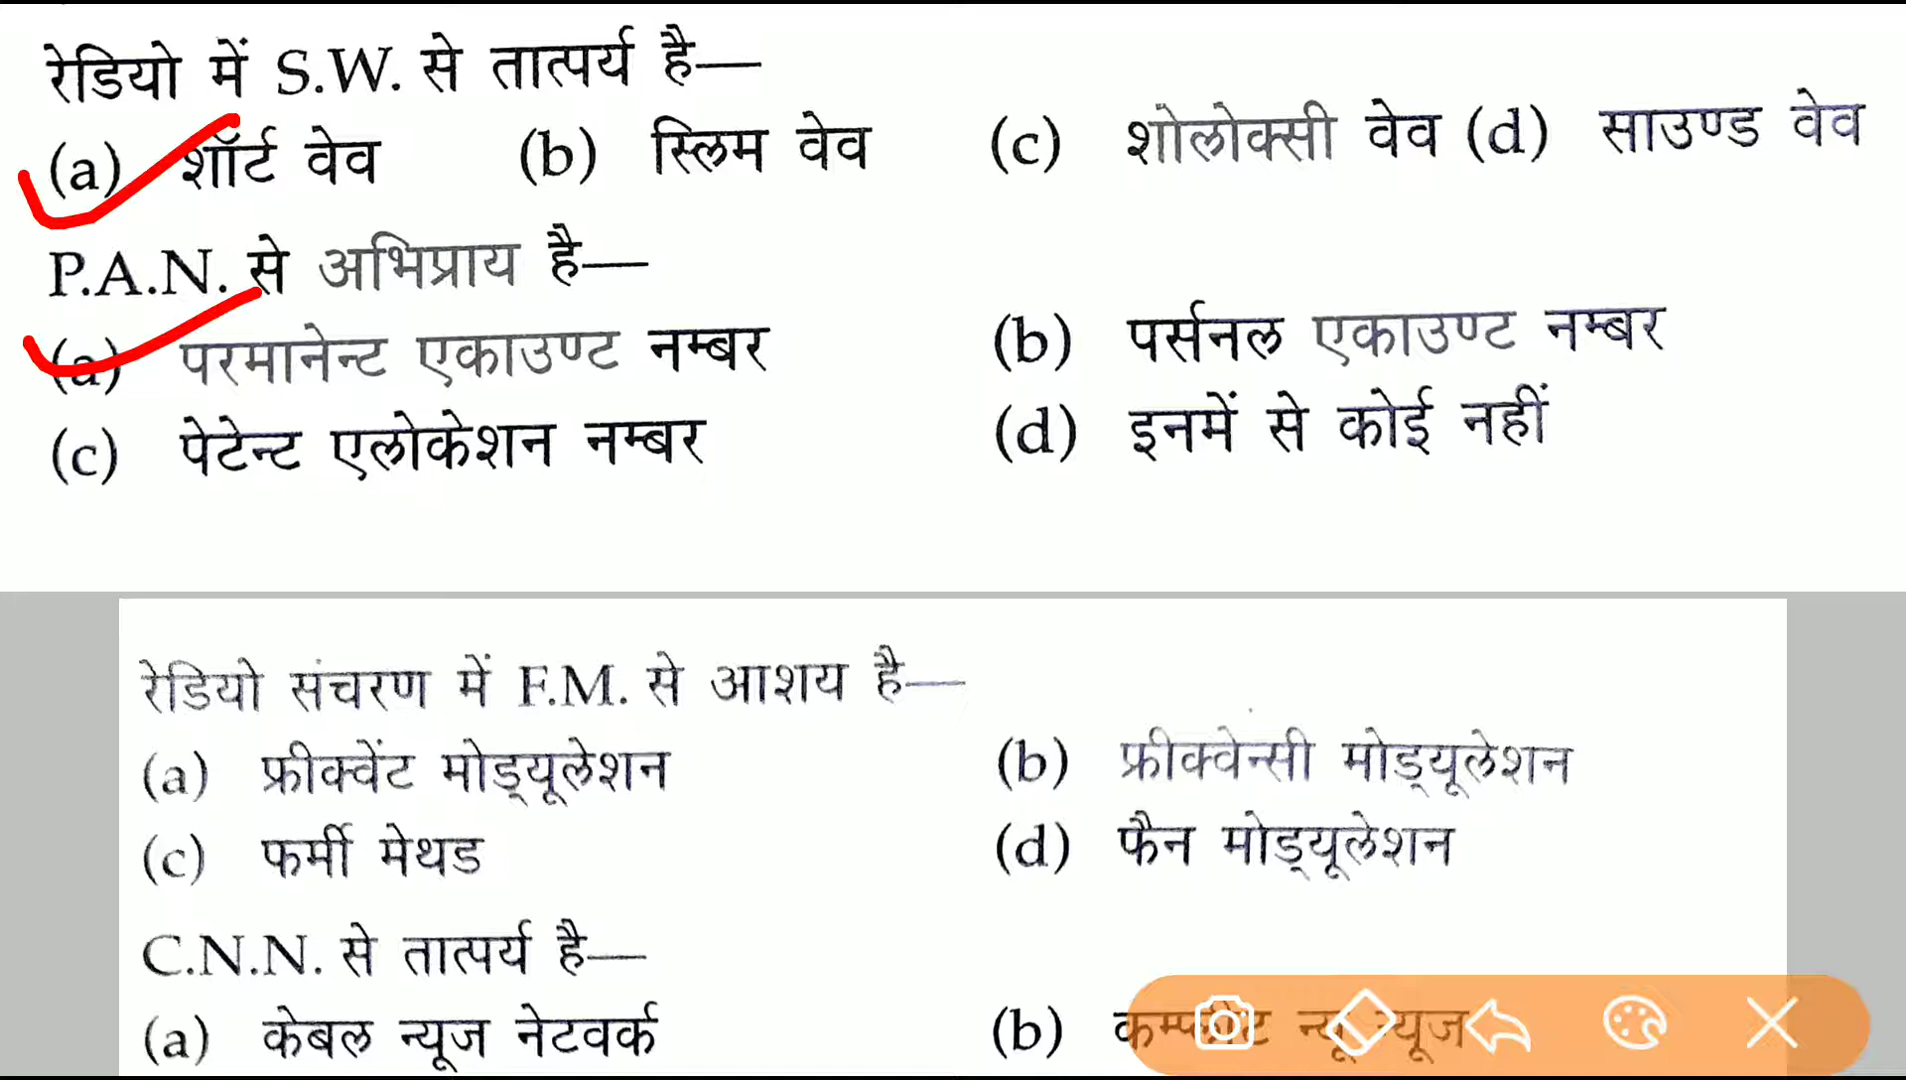 रेडियो में S.W. से तात्पर्य है—
(a) शॉर्ट वेव (b) स्लिम वेव (c) शोलोक्सी वेव (d) साउण्ड वेव
P.A.N. से अभिप्राय है—
(a) परमानेन्ट एकाउण्ट नम्बर (b) पर्सनल एकाउण्ट नम्बर
(c) पेटेन्ट एलोकेशन नम्बर (d) इनमें से कोई नहीं
रेडियो संचरण में F.M. से आशय है—
(a) फ्रीक्वेंट मोड्यूलेशन (b) फ्रीक्वेन्सी मोड्यूलेशन
(c) फर्मी मेथड (d) फैन मोड्यूलेशन
C.N.N. से तात्पर्य है—
(a) केबल न्यूज नेटवर्क (b)